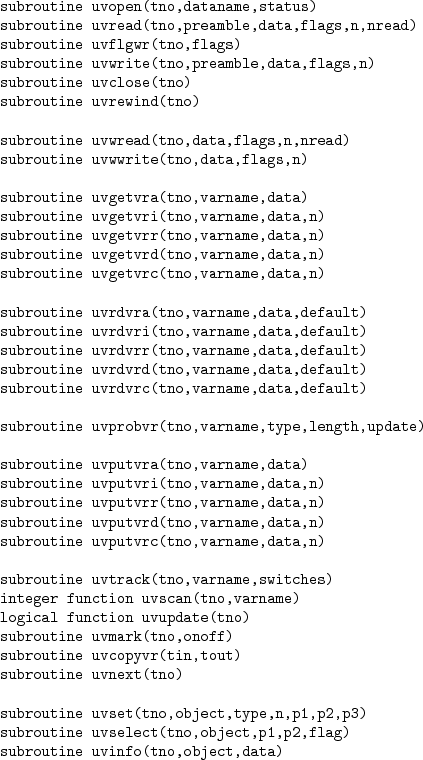 subroutine uvopen(tno,dataname,status)
subroutine uvread(tno,preamble,data,flags,n,nread)
subroutine uvflgwr(tno,flags)
subroutine uvwrite(tno,preamble,data,flags,n)
subroutine uvclose(tno)
subroutine uvrewind(tno)
subroutine uvwread(tno,data,flags,n,nread)
subroutine uvwwrite(tno,data,flags,n)
subroutine uvgetvra(tno,varname,data)
subroutine uvgetvri(tno,varname,data,n)
subroutine uvgetvrr(tno,varname,data,n)
subroutine uvgetvrd(tno,varname,data,n)
subroutine uvgetvrc(tno,varname,data,n)
subroutine uvrdvra(tno,varname,data,default)
subroutine uvrdvri(tno,varname,data,default)
subroutine uvrdvrr(tno,varname,data,default)
subroutine uvrdvrd(tno,varname,data,default)
subroutine uvrdvrc(tno,varname,data,default)
subroutine uvprobvr(tno,varname,type,length,update)
subroutine uvputvra(tno,varname,data)
subroutine uvputvri(tno,varname,data,n)
subroutine uvputvrr(tno,varname,data,n)
subroutine uvputvrd(tno,varname,data,n)
subroutine uvputvrc(tno,varname,data,n)
subroutine uvtrack(tno,varname,switches)
integer function uvscan(tno,varname)
logical function uvupdate(tno)
subroutine uvmark(tno,onoff)
subroutine uvcopyvr(tin,tout)
subroutine uvnext(tno)
subroutine uvset(tno,object,type,n,p1,p2,p3)
subroutine uvselect(tno,object,p1,p2,flag)
subroutine uvinfo(tno,object,data)